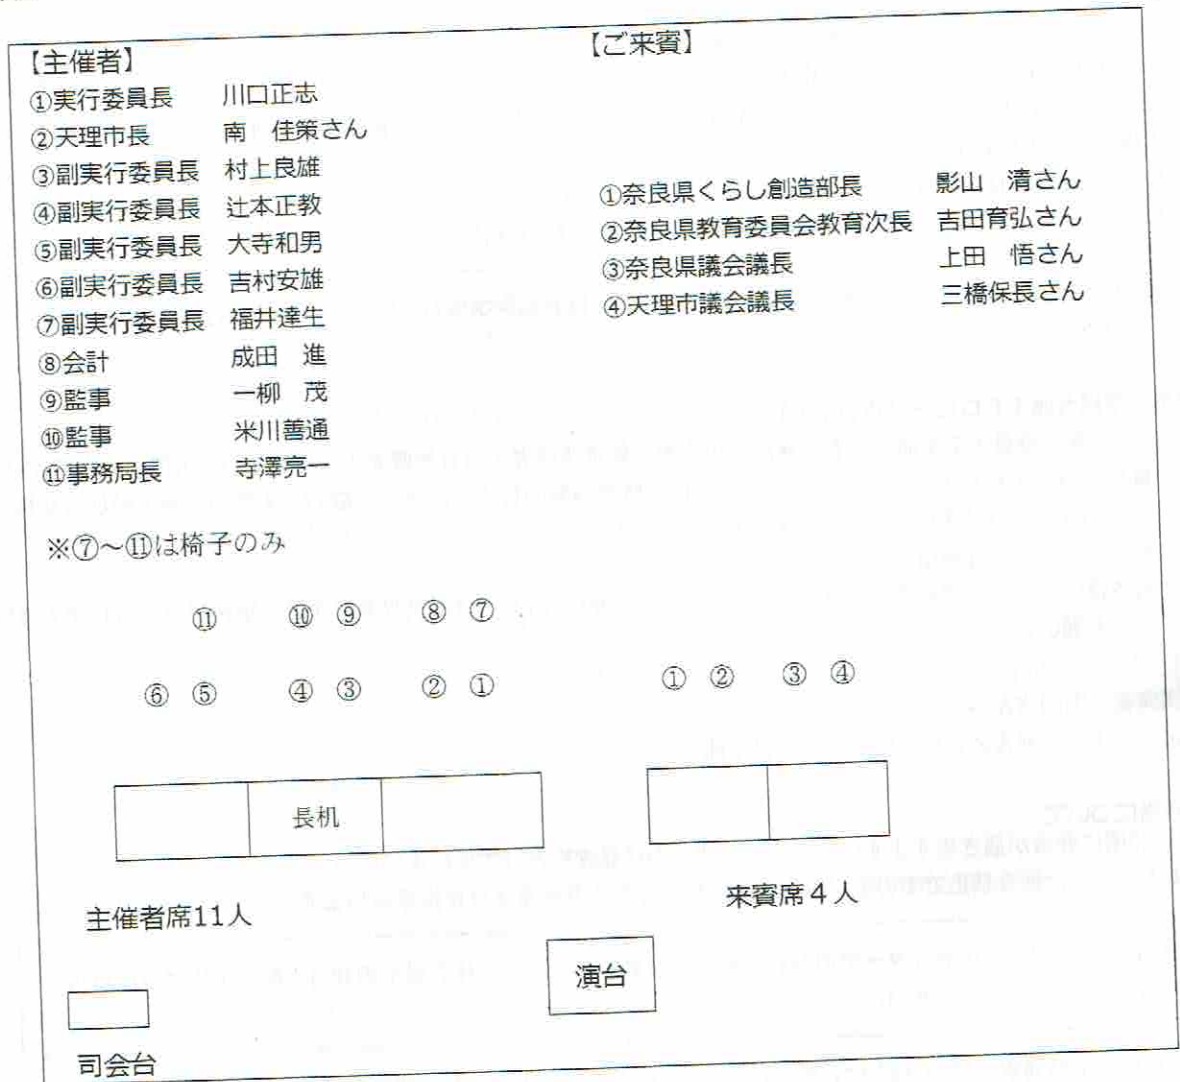 【主催者】
①実行委員長 川口正志
②天理市長 南 佳策さん
③副実行委員長 村上良雄
④副実行委員長 辻本正教
⑤副実行委員長 大寺和男
⑥副実行委員長 吉村安雄
⑦副実行委員長 福井達生
⑧会計 成田 進
⑨監事 一柳 茂
⑩監事 米川善通
⑪事務局長 寺澤亮一
【ご来賓】
①奈良県くらし創造部長 影山 清さん
②奈良県教育委員会教育次長 吉田育弘さん
③奈良県議会議長 上田 悟さん
④天理市議会議長 三橋保長さん
※⑦～⑪は椅子のみ
⑪ ⑩ ⑨ ⑧ ⑦
⑥ ⑤ ④ ③ ② ①
① ② ③ ④
長机
主催者席11人
来賓席４人
演台
司会台